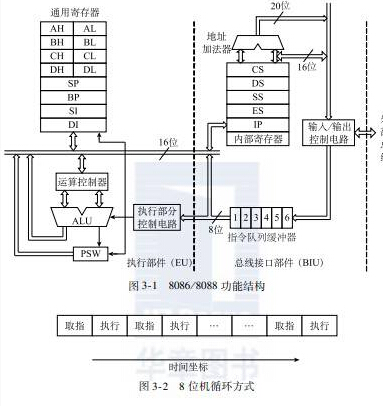 通用寄存器
AH AL
BH BL
CH CL
DH DL
SP
BP
SI
DI
20位
地址
加法器
16位
CS
DS
SS
ES
IP
内部寄存器
输入/输出
控制电路
16位
运算控制器
ALU
PSW
执行部分
控制电路
8位
1 2 3 4 5 6
指令队列缓冲器
执行部件（EU）
总线接口部件（BIU）
图 3-1 8086/8088 功能结构
取指 执行 取指 执行 … … 取指 执行
时间坐标
华章图书
图 3-2 8 位机循环方式